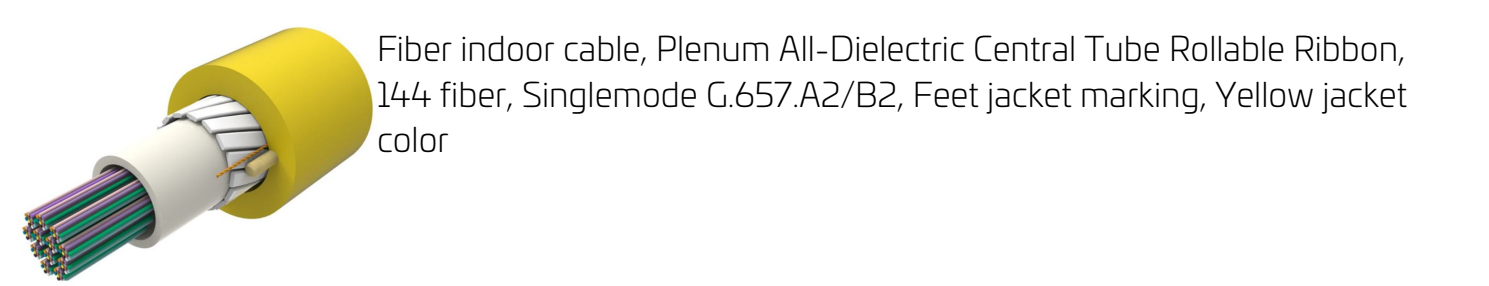 Fiber indoor cable, Plenum All-Dielectric Central Tube Rollable Ribbon,
144 fiber, Singlemode G.657.A2/B2, Feet jacket marking, Yellow jacket
color